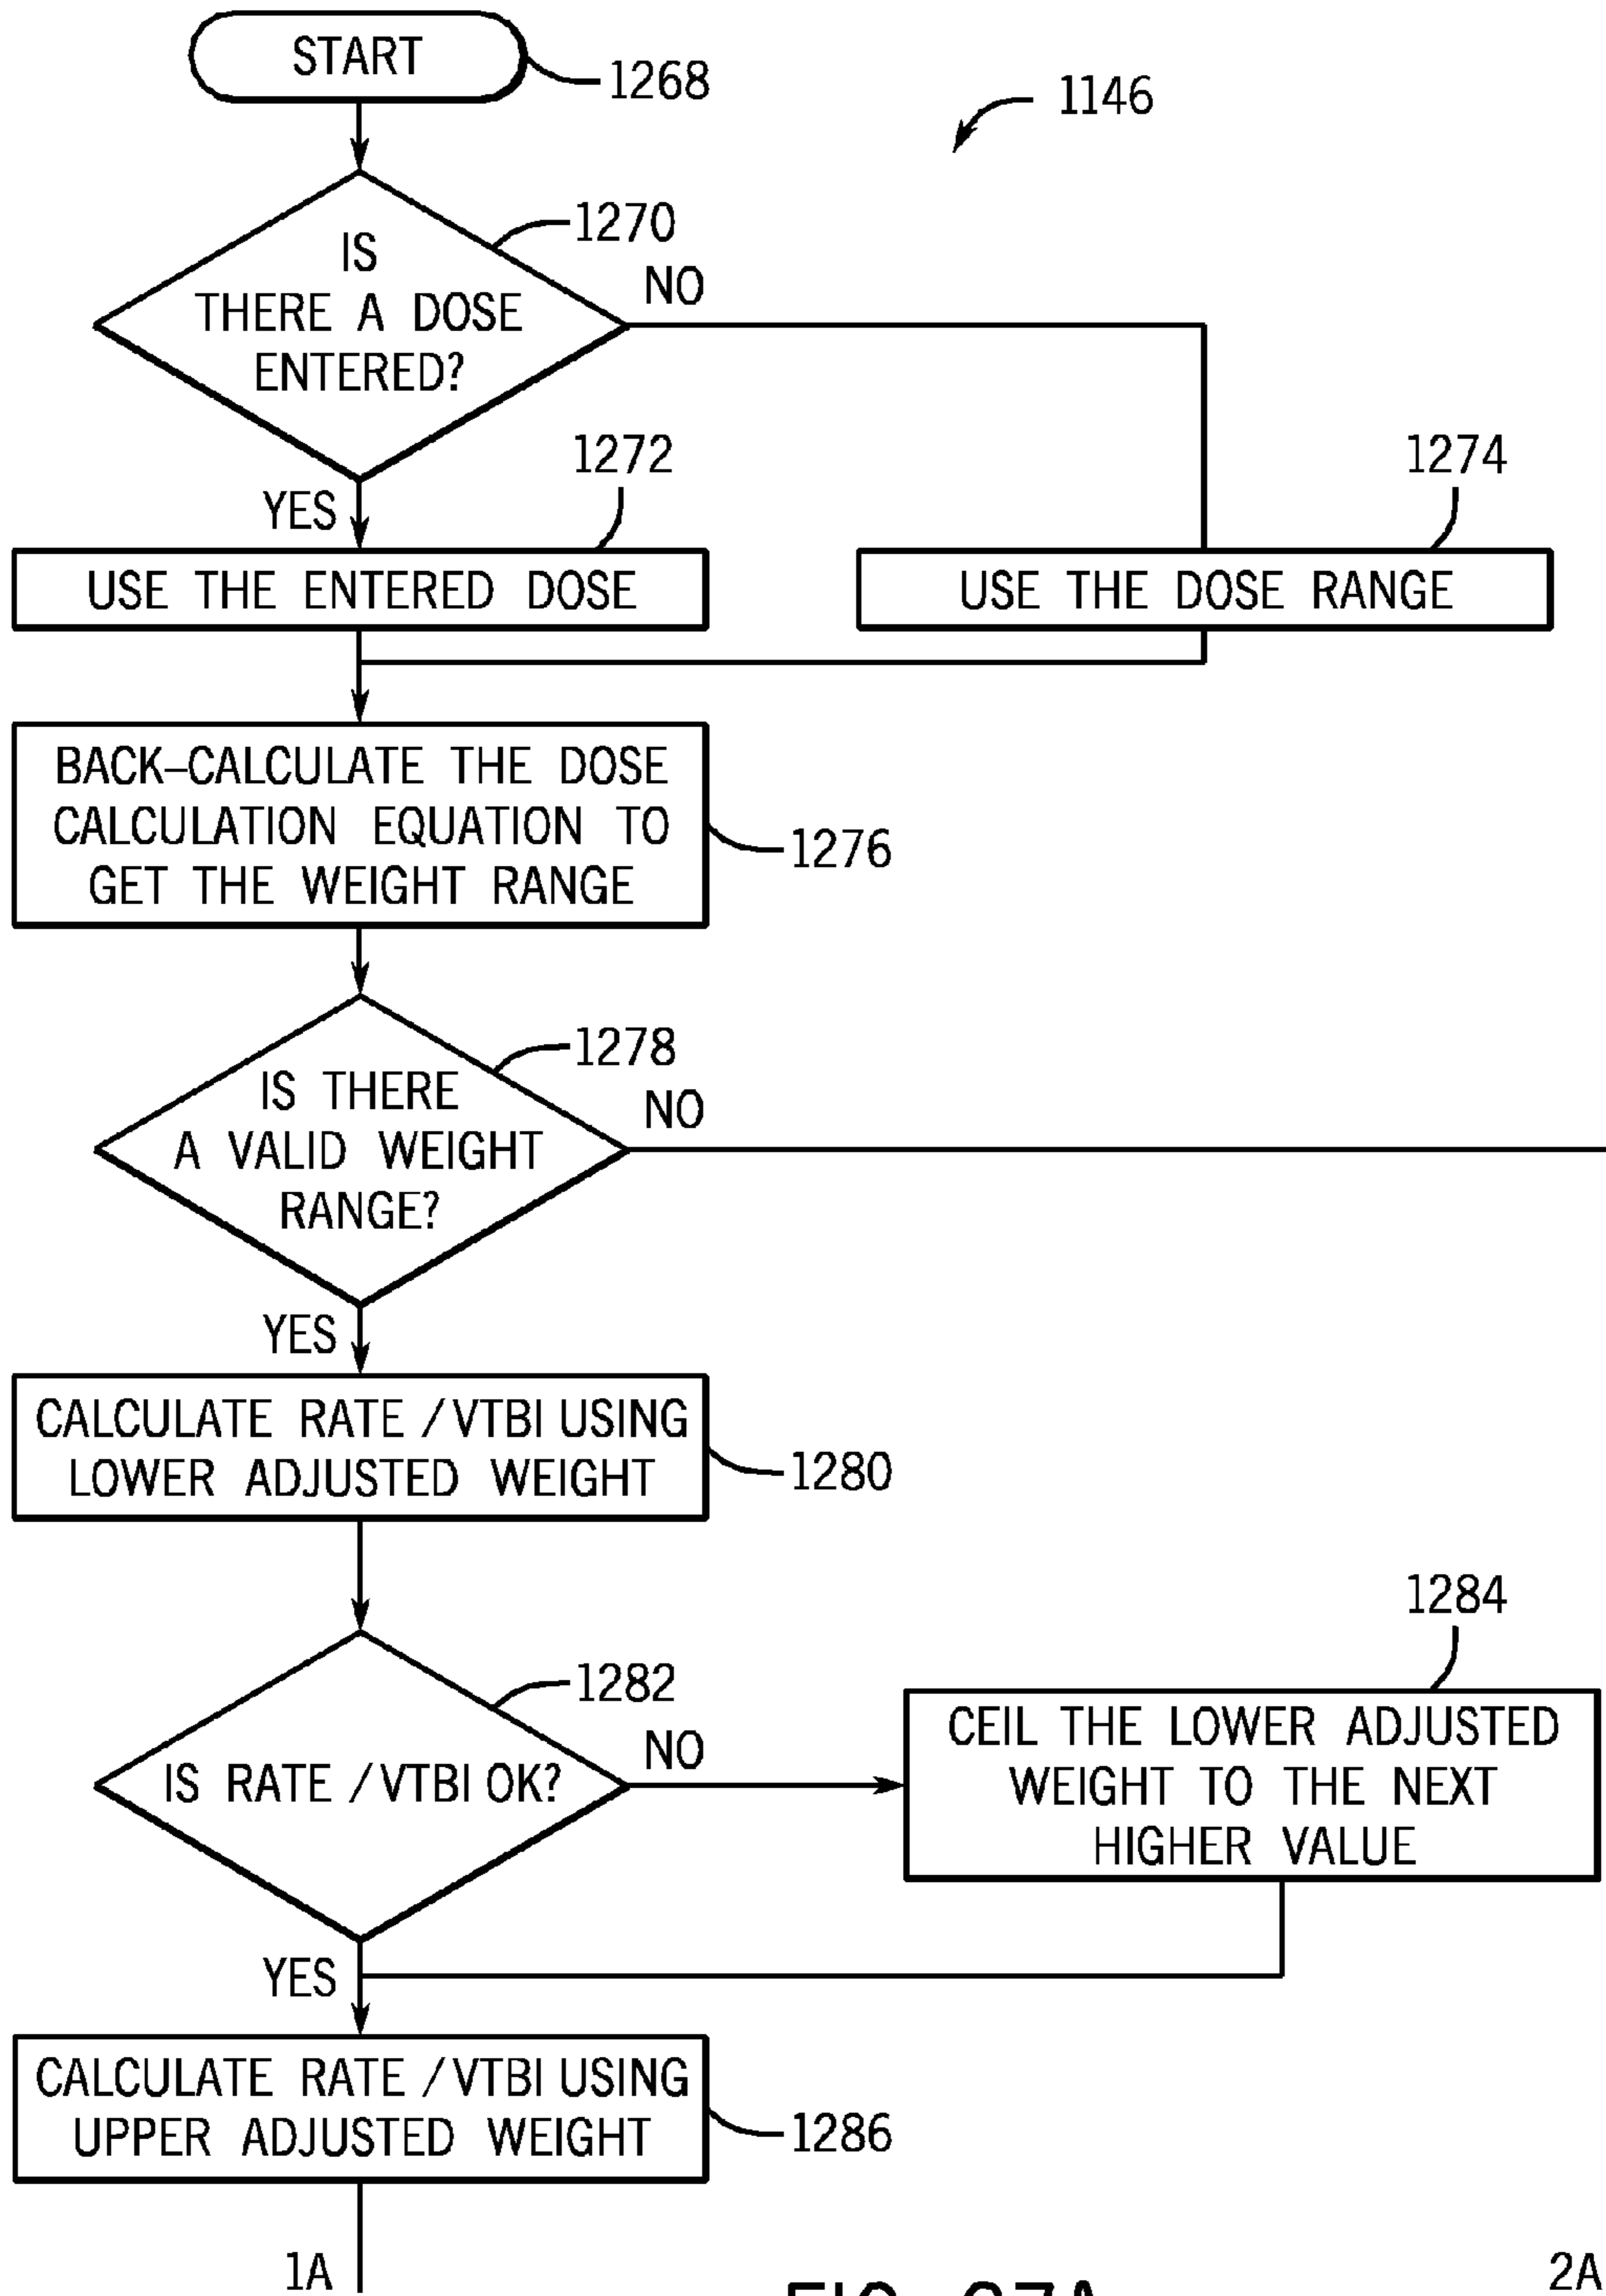 START
1268
1146
1270
IS
THERE A DOSE
ENTERED?
NO
YES
1272
1274
USE THE ENTERED DOSE
USE THE DOSE RANGE
BACK–CALCULATE THE DOSE
CALCULATION EQUATION TO
GET THE WEIGHT RANGE
1276
1278
IS THERE
A VALID WEIGHT
RANGE?
NO
YES
CALCULATE RATE /VTBI USING
LOWER ADJUSTED WEIGHT
1280
1284
1282
IS RATE /VTBI OK?
NO
CEIL THE LOWER ADJUSTED
WEIGHT TO THE NEXT
HIGHER VALUE
YES
CALCULATE RATE /VTBI USING
UPPER ADJUSTED WEIGHT
1286
1A
2A